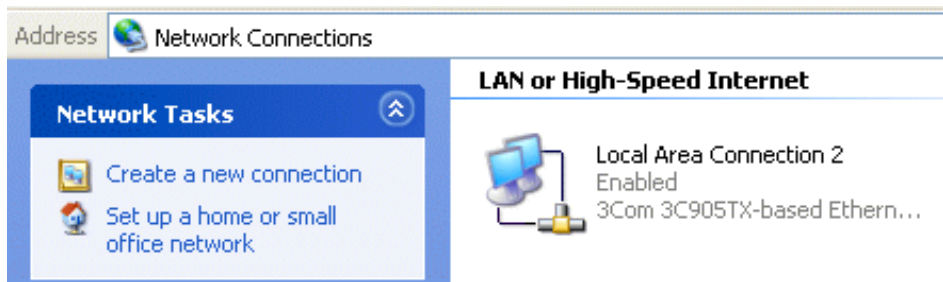 Address Network Connections
Network Tasks
Create a new connection
Set up a home or small
office network
LAN or High-Speed Internet
Local Area Connection 2
Enabled
3Com 3C905TX-based Ethern...